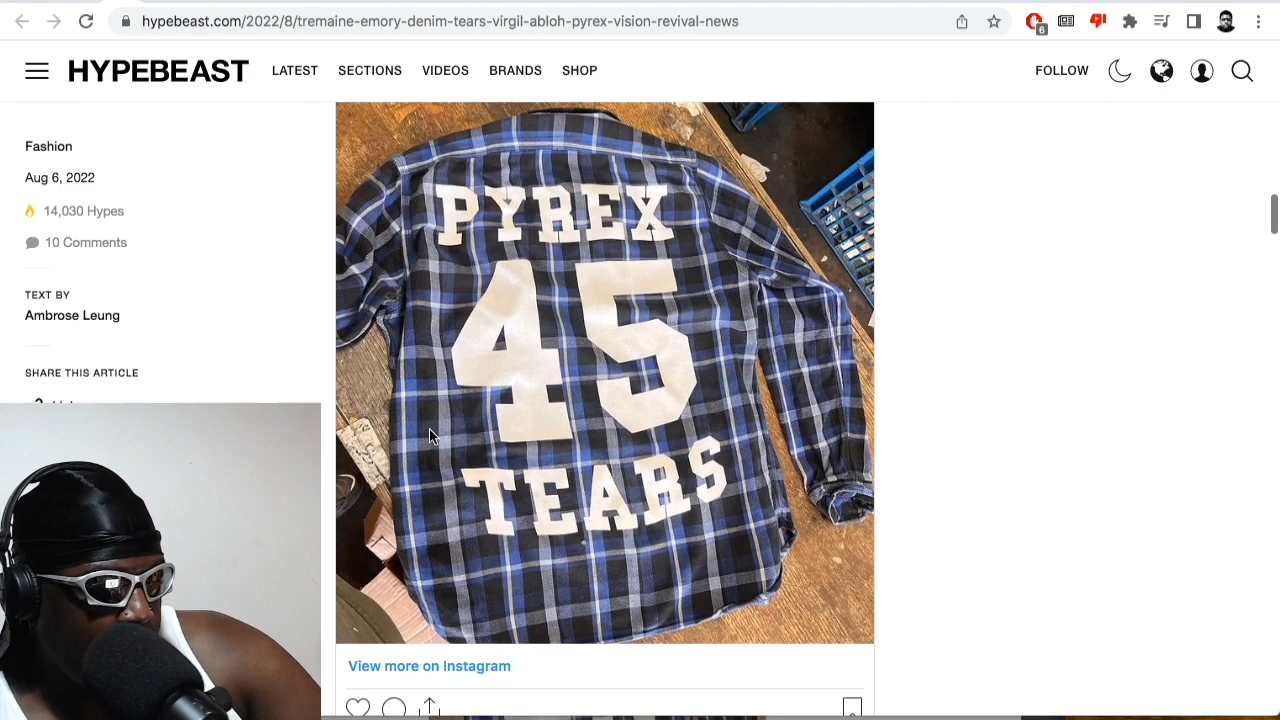 hypebeast.com/2022/8/tremaine-emory-denim-tears-virgil-abloh-pyrex-vision-revival-news
6
HYPEBEAST
LATEST
SECTIONS
VIDEOS
BRANDS
SHOP
FOLLOW
Fashion
Aug 6, 2022
14,030 Hypes
10 Comments
TEXT BY
Ambrose Leung
SHARE THIS ARTICLE
PYREX
45
TEARS
View more on Instagram